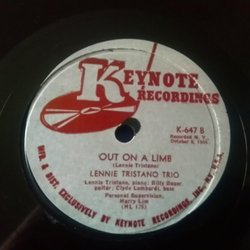 KEYNOTE
RECORDINGS
K-647 B
Recorded N. Y.
October 8, 1946
OUT ON A LIMB
(Lennie Tristano)
LENNIE TRISTANO TRIO
Lennie Tristano, piano; Billy Bauer,
guitar; Clyde Lombardi, bass
Personal Supervision,
Harry Lim
(HL 175)
MFG. & DIST. EXCLUSIVELY BY KEYNOTE RECORDINGS, INC., U.S.A.